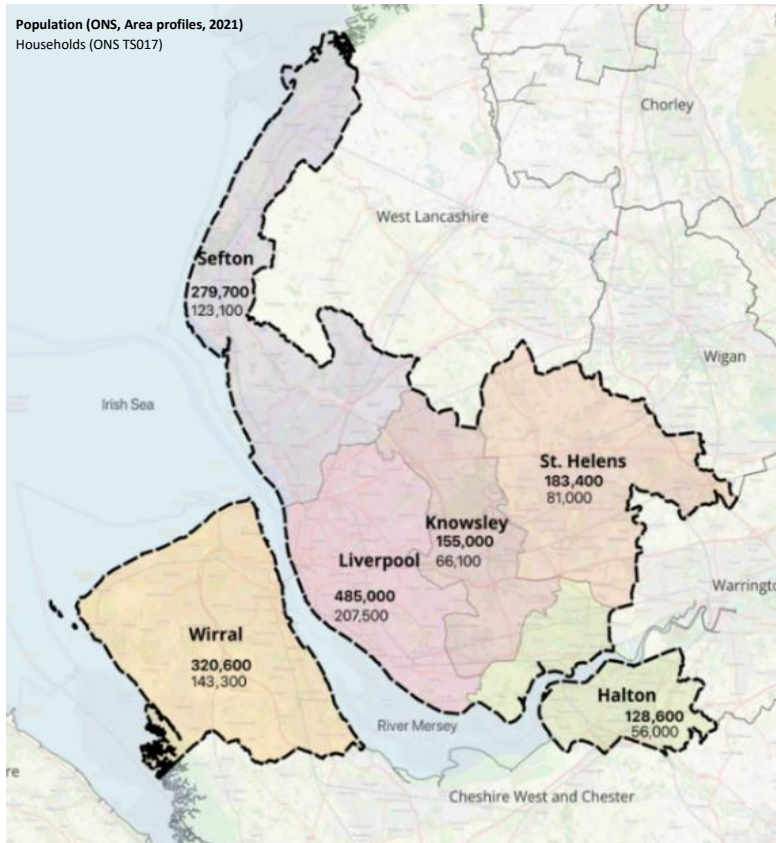 Population (ONS, Area profiles, 2021)
Households (ONS TS017)
Chorley
West Lancashire
Sefton
279,700
123,100
Wigan
Irish Sea
St. Helens
183,400
81,000
Knowsley
155,000
66,100
Liverpool
485,000
207,500
Warringto
Wirral
320,600
143,300
Halton
128,600
56,000
River Mersey
re
Cheshire West and Chester